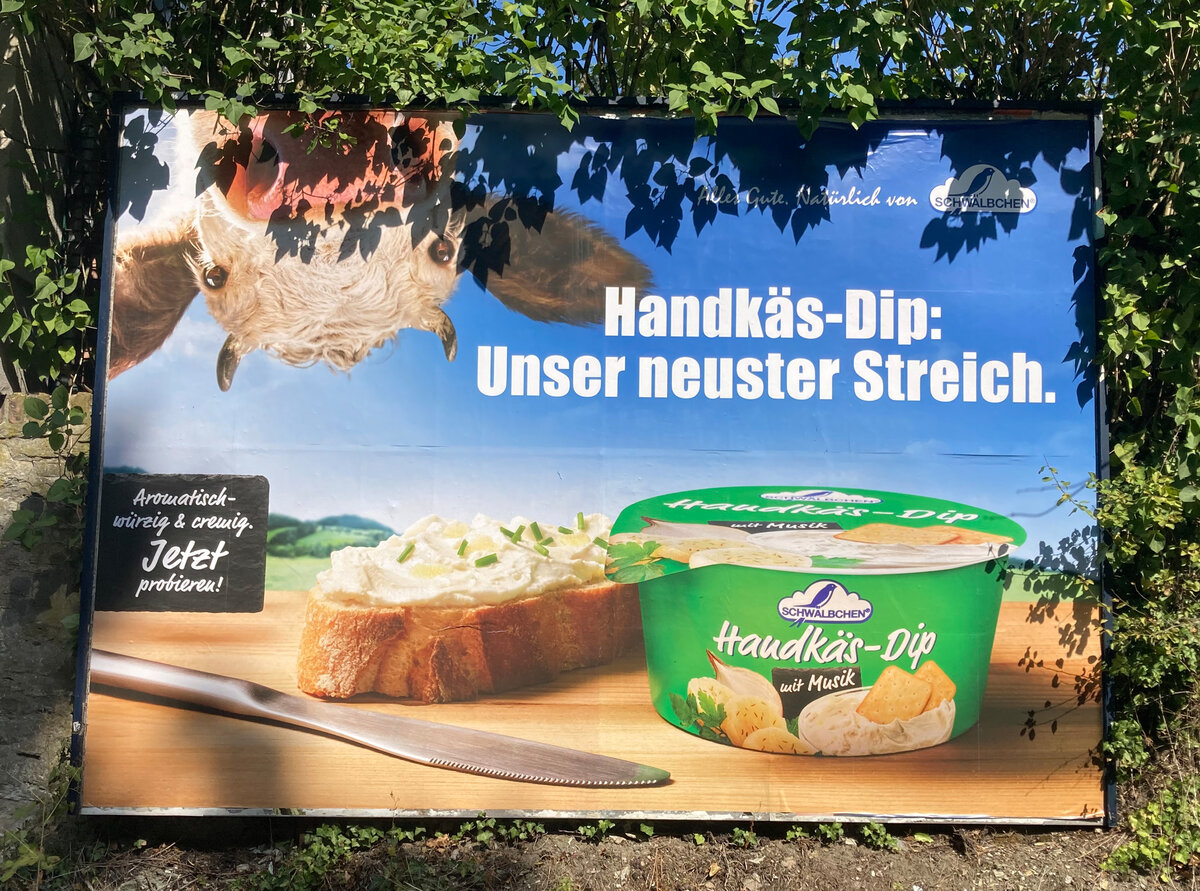 Alles Gute. Natürlich von
SCHWÄLBCHEN®
Handkäs-Dip:
Unser neuster Streich.
Aromatisch-
würzig & cremig.
Jetzt
probieren!
SCHWÄLBCHEN
Handkäs-Dip
mit Musik
SCHWÄLBCHEN®
Handkäs-Dip
mit Musik